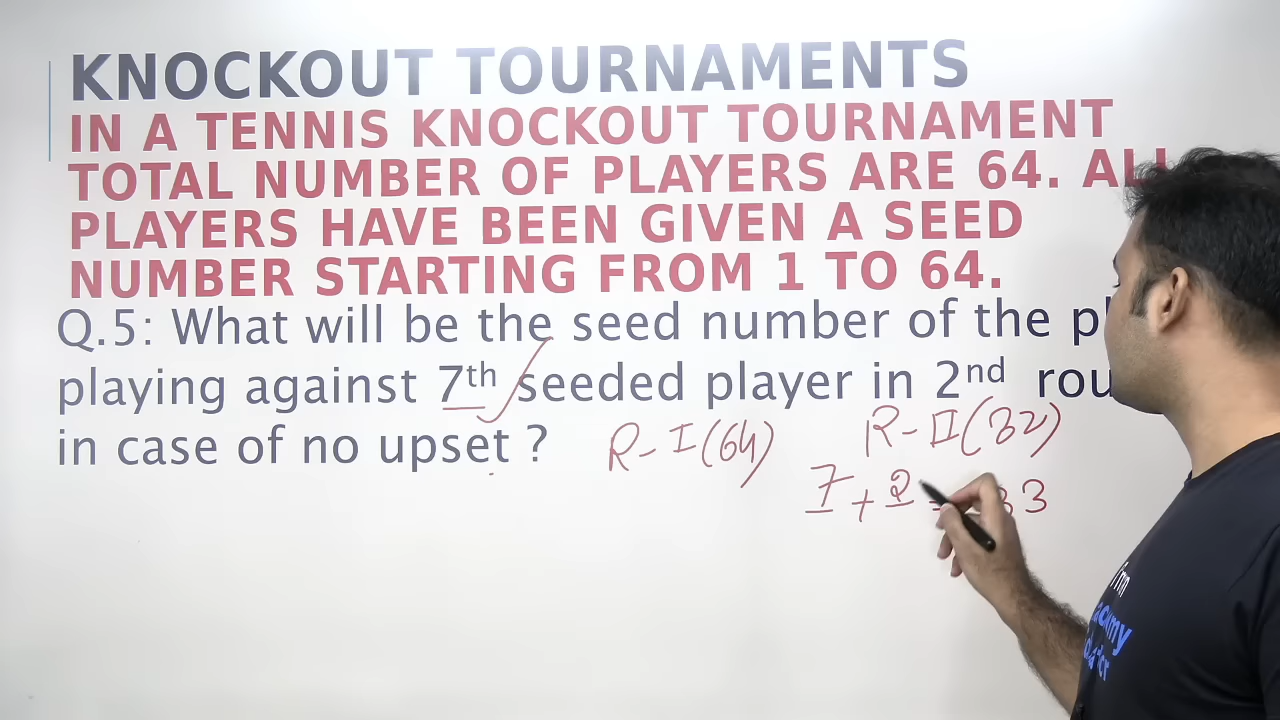 KNOCKOUT TOURNAMENTS
IN A TENNIS KNOCKOUT TOURNAMENT
TOTAL NUMBER OF PLAYERS ARE 64. ALL
PLAYERS HAVE BEEN GIVEN A SEED
NUMBER STARTING FROM 1 TO 64.
Q.5: What will be the seed number of the
playing against 7th seeded player in 2nd
in case of no upset ?
R-I(64)
R-II(32)
7 + ? = 33